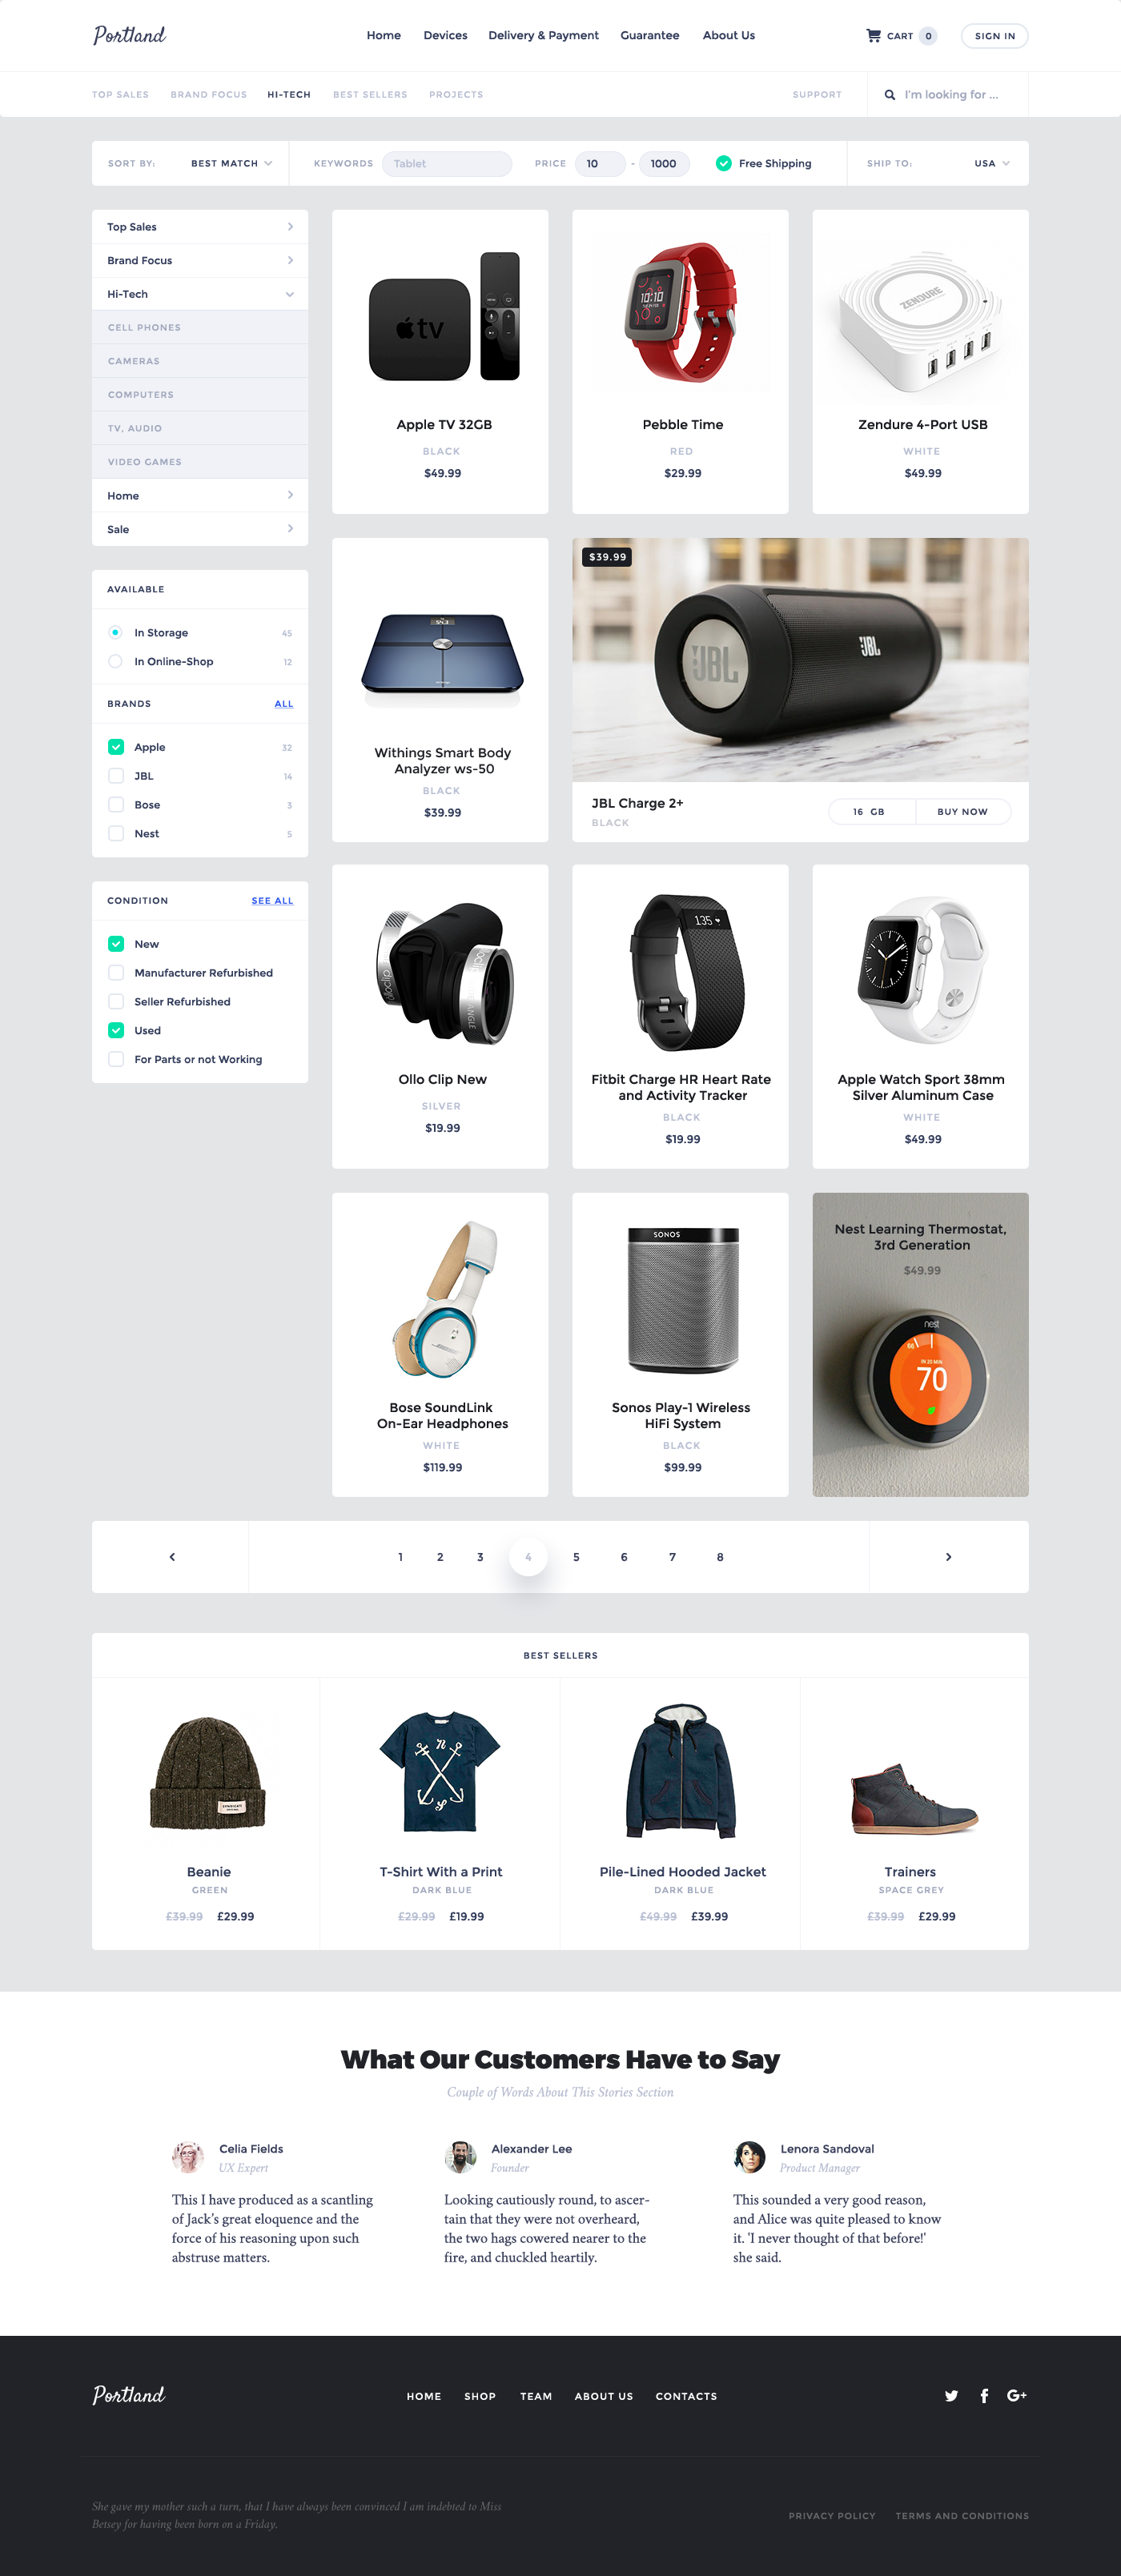 Portland
Home Devices Delivery & Payment Guarantee About Us
CART 0 SIGN IN
TOP SALES BRAND FOCUS HI-TECH BEST SELLERS PROJECTS
SUPPORT I'm looking for ...
SORT BY: BEST MATCH KEYWORDS Tablet PRICE 10 - 1000 Free Shipping SHIP TO: USA
Top Sales
Brand Focus
Hi-Tech
CELL PHONES
CAMERAS
COMPUTERS
TV, AUDIO
VIDEO GAMES
Home
Sale
AVAILABLE
In Storage 45
In Online-Shop 12
BRANDS ALL
Apple 32
JBL 14
Bose 3
Nest 5
CONDITION SEE ALL
New
Manufacturer Refurbished
Seller Refurbished
Used
For Parts or not Working
tv
MENU
Apple TV 32GB
BLACK
$49.99
10:10
Pebble Time
RED
$29.99
ZENDURE
Zendure 4-Port USB
WHITE
$49.99
Withings Smart Body
Analyzer ws-50
BLACK
$39.99
$39.99
JBL
JBL
JBL Charge 2+
BLACK
16 GB BUY NOW
Ollo Clip New
SILVER
$19.99
135
Fitbit Charge HR Heart Rate
and Activity Tracker
BLACK
$19.99
Apple Watch Sport 38mm
Silver Aluminum Case
WHITE
$49.99
Bose SoundLink
On-Ear Headphones
WHITE
$119.99
SONOS
Sonos Play-1 Wireless
HiFi System
BLACK
$99.99
Nest Learning Thermostat,
3rd Generation
$49.99
nest
60
IN 20 MIN
70
1 2 3 4 5 6 7 8
BEST SELLERS
Beanie
GREEN
£39.99 £29.99
N
S
T-Shirt With a Print
DARK BLUE
£29.99 £19.99
Pile-Lined Hooded Jacket
DARK BLUE
£49.99 £39.99
Trainers
SPACE GREY
£39.99 £29.99
What Our Customers Have to Say
Couple of Words About This Stories Section
Celia Fields
UX Expert
This I have produced as a scantling
of Jack's great eloquence and the
force of his reasoning upon such
abstruse matters.
Alexander Lee
Founder
Looking cautiously round, to ascer-
tain that they were not overheard,
the two hags cowered nearer to the
fire, and chuckled heartily.
Lenora Sandoval
Product Manager
This sounded a very good reason,
and Alice was quite pleased to know
it. 'I never thought of that before!'
she said.
Portland
HOME SHOP TEAM ABOUT US CONTACTS
G+
She gave my mother such a turn, that I have always been convinced I am indebted to Miss
Betsey for having been born on a Friday.
PRIVACY POLICY TERMS AND CONDITIONS